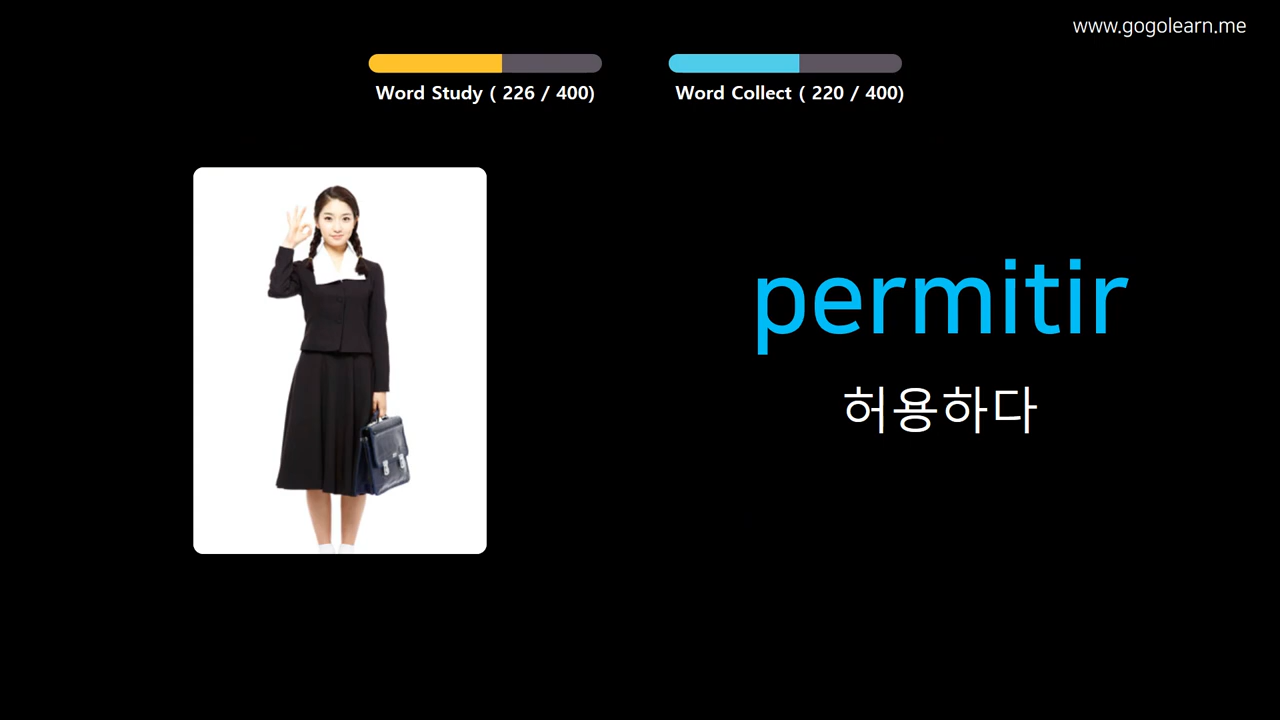 www.gogolearn.me
Word Study ( 226 / 400)
Word Collect ( 220 / 400)
permitir
허용하다